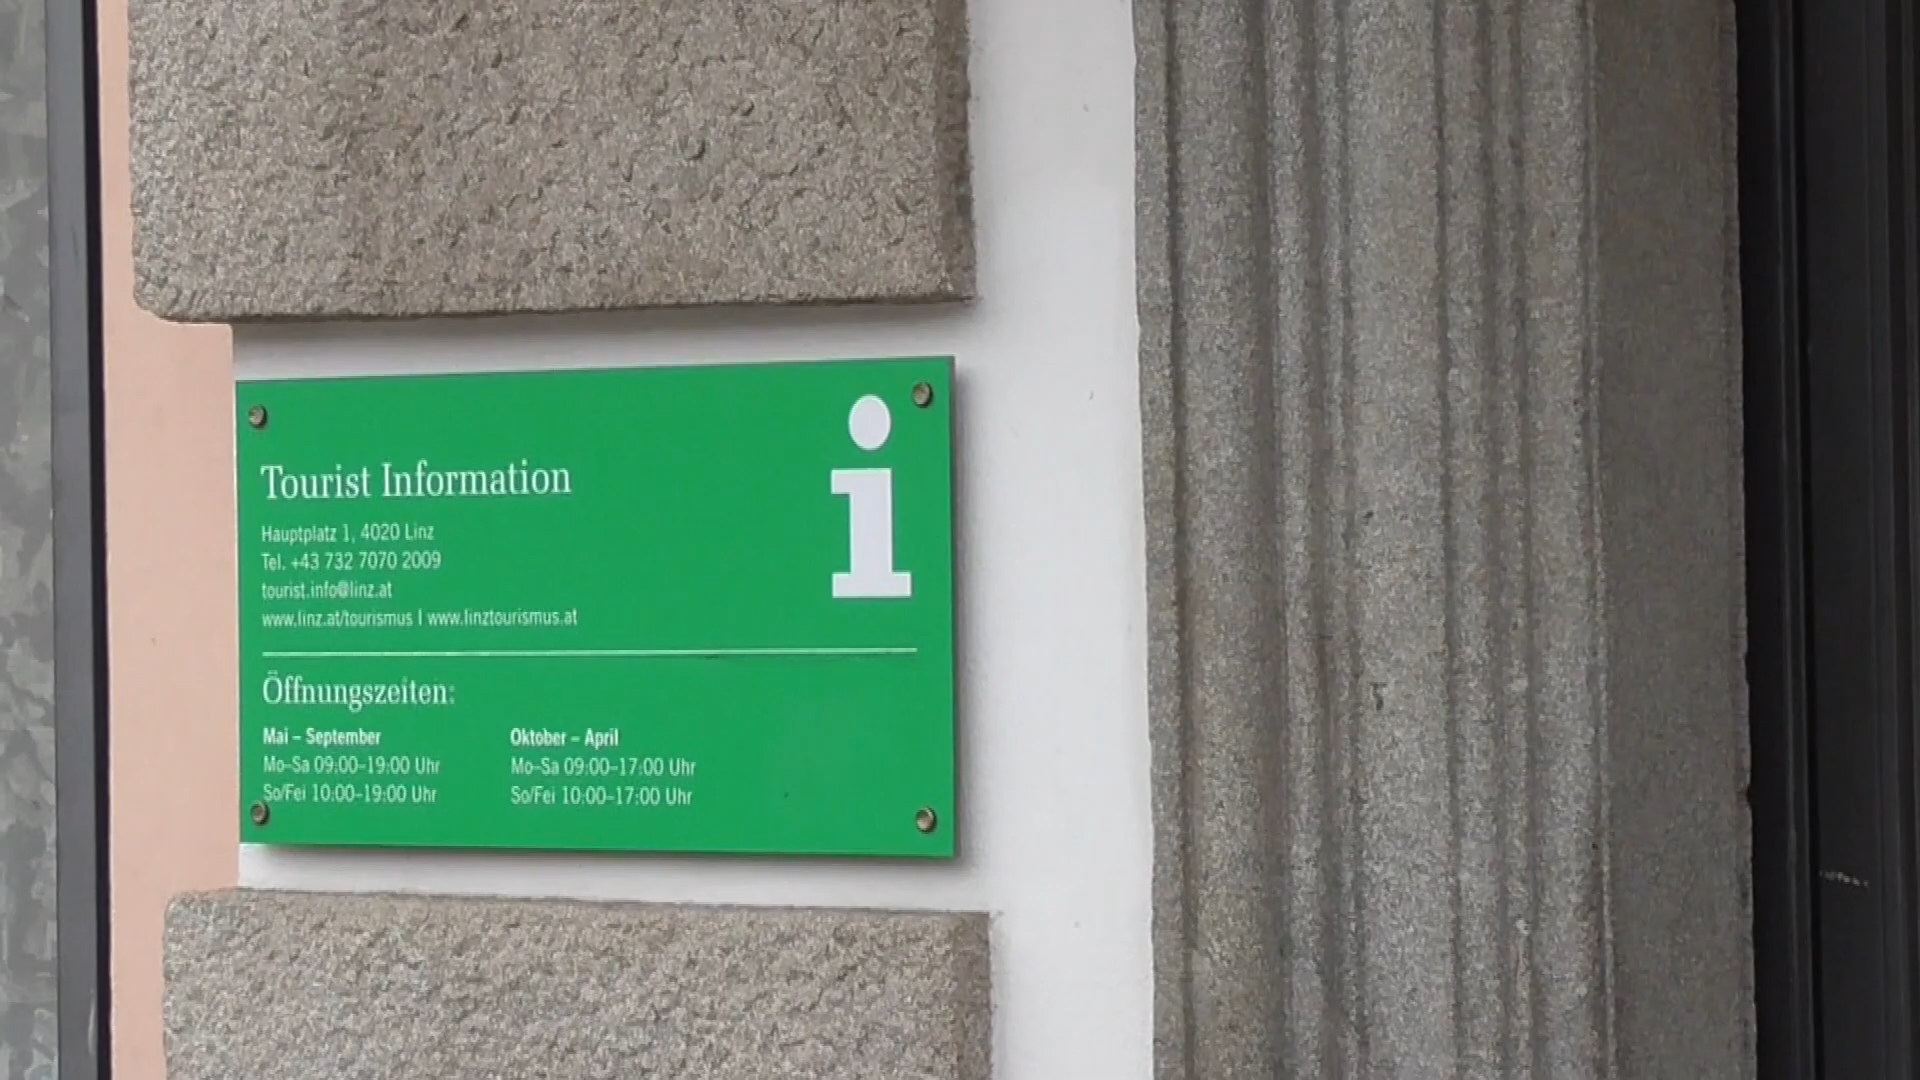 i
Tourist Information
Hauptplatz 1, 4020 Linz
Tel. +43 732 7070 2009
tourist.info@linz.at
www.linz.at/tourismus | www.linztourismus.at
Öffnungszeiten:
Mai – September
Mo–Sa 09:00–19:00 Uhr
So/Fei 10:00–19:00 Uhr
Oktober – April
Mo–Sa 09:00–17:00 Uhr
So/Fei 10:00–17:00 Uhr